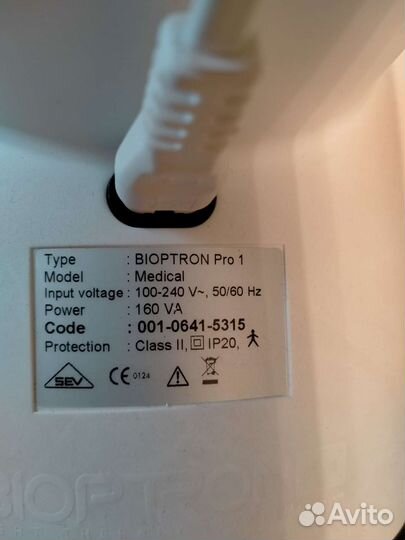 Type : BIOPTRON Pro 1
Model : Medical
Input voltage : 100-240 V~, 50/60 Hz
Power : 160 VA
Code : 001-0641-5315
Protection : Class II, IP20,
SEV CE 0124
BIOPTRON
Avito